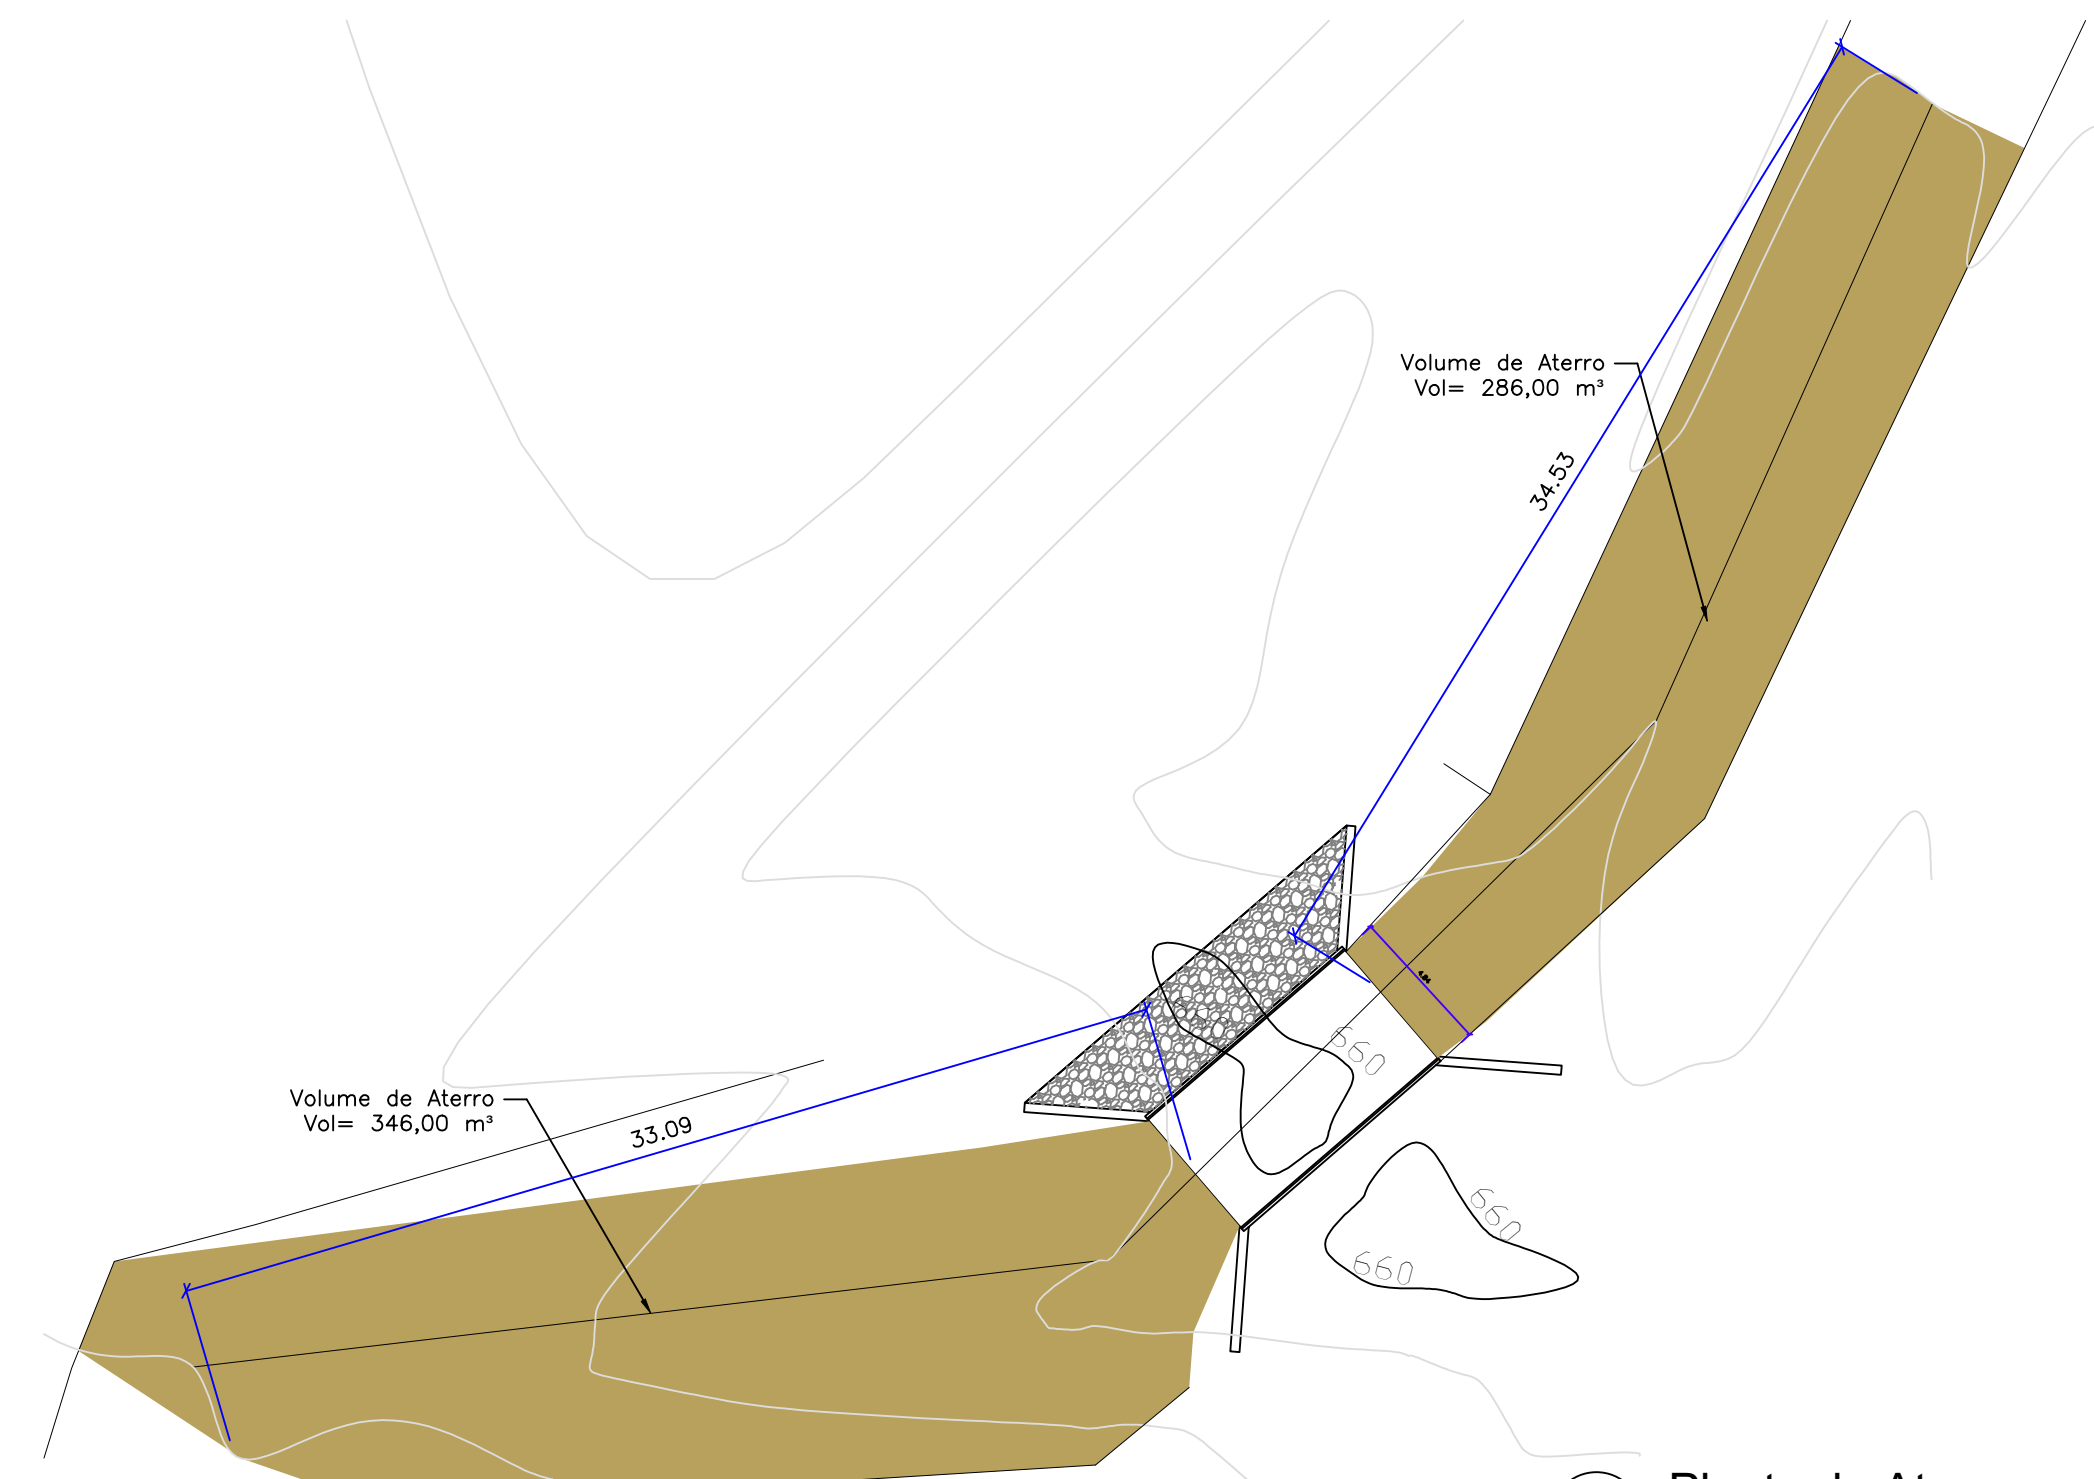 Volume de Aterro
Vol= 286,00 m³
34.53
660
Volume de Aterro
Vol= 346,00 m³
33.09
660
660